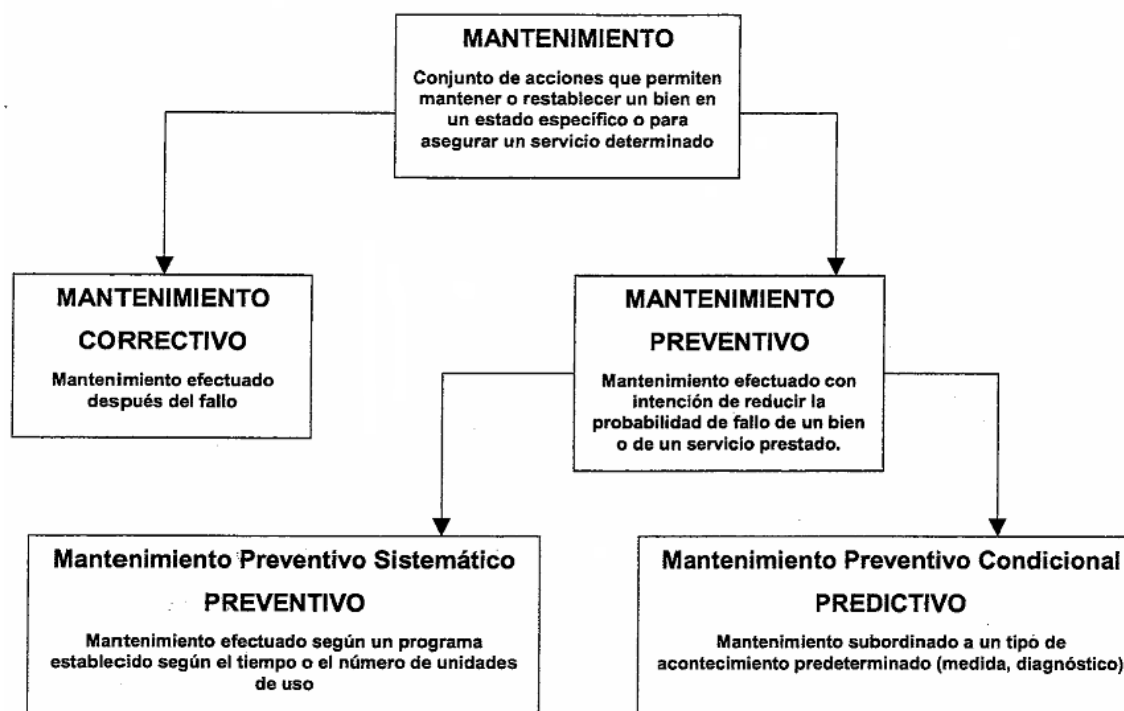 MANTENIMIENTO
Conjunto de acciones que permiten
mantener o restablecer un bien en
un estado específico o para
asegurar un servicio determinado
MANTENIMIENTO
CORRECTIVO
Mantenimiento efectuado
después del fallo
MANTENIMIENTO
PREVENTIVO
Mantenimiento efectuado con
intención de reducir la
probabilidad de fallo de un bien
o de un servicio prestado.
Mantenimiento Preventivo Sistemático
PREVENTIVO
Mantenimiento efectuado según un programa
establecido según el tiempo o el número de unidades
de uso
Mantenimiento Preventivo Condicional
PREDICTIVO
Mantenimiento subordinado a un tipo de
acontecimiento predeterminado (medida, diagnóstico)